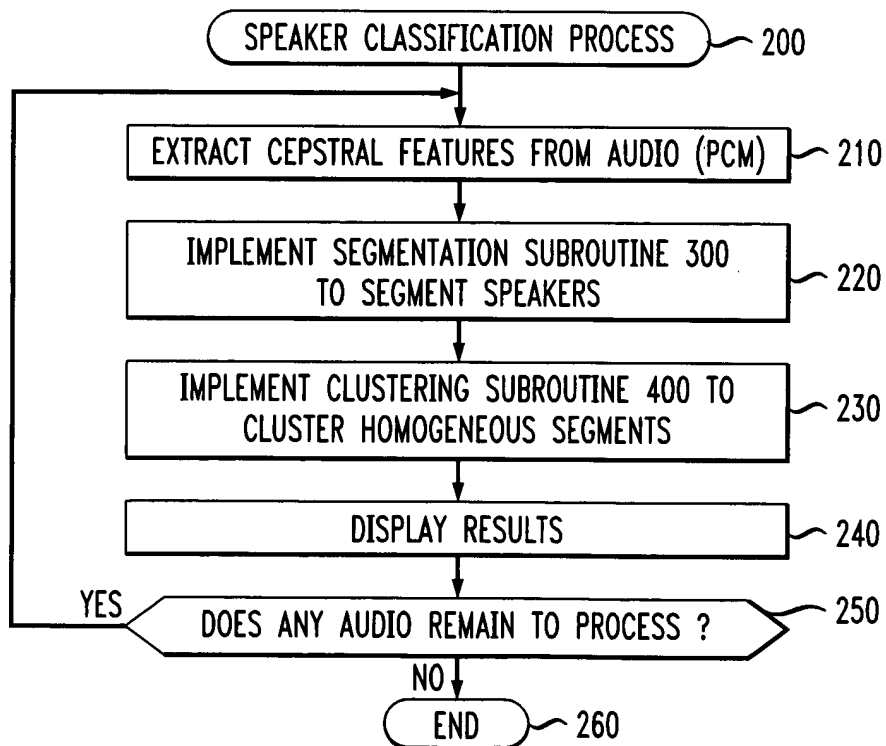 SPEAKER CLASSIFICATION PROCESS
200
EXTRACT CEPSTRAL FEATURES FROM AUDIO (PCM)
210
IMPLEMENT SEGMENTATION SUBROUTINE 300
TO SEGMENT SPEAKERS
220
IMPLEMENT CLUSTERING SUBROUTINE 400 TO
CLUSTER HOMOGENEOUS SEGMENTS
230
DISPLAY RESULTS
240
YES
DOES ANY AUDIO REMAIN TO PROCESS ?
250
NO
END
260